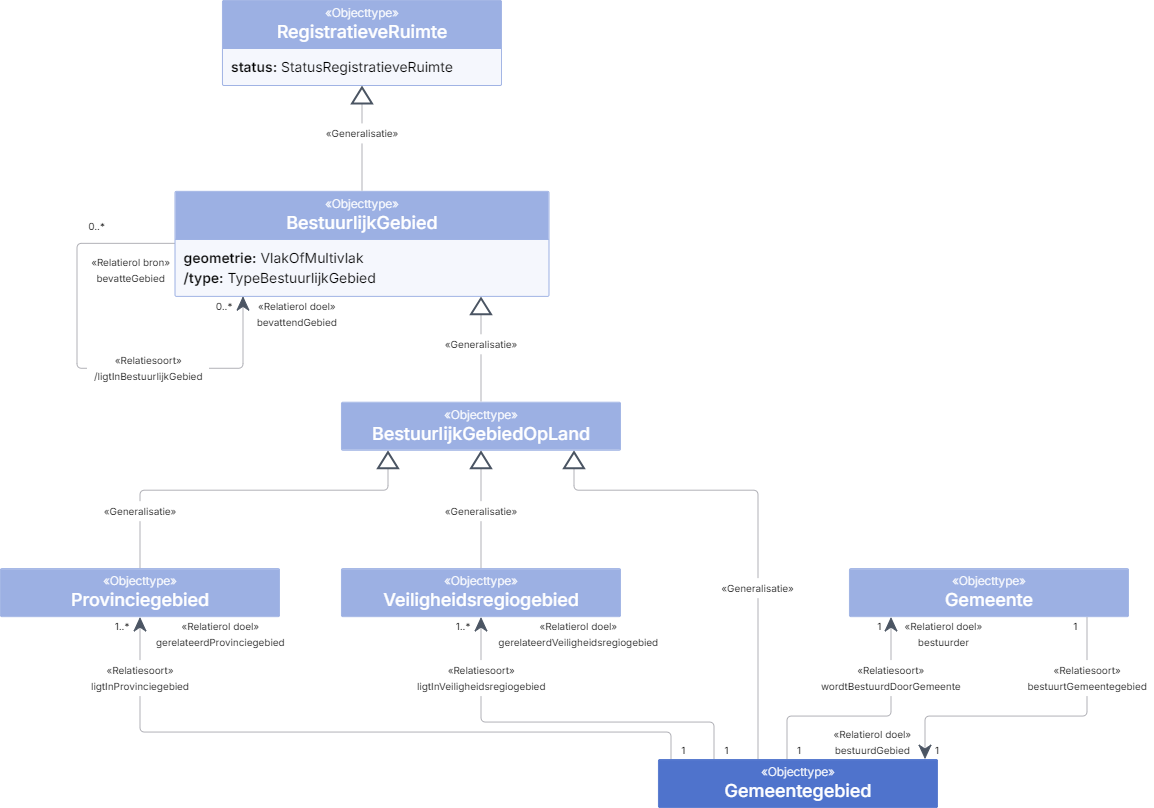 «Objecttype»
RegistratieveRuimte
status: StatusRegistratieveRuimte
«Generalisatie»
«Objecttype»
BestuurlijkGebied
geometrie: VlakOfMultivlak
/type: TypeBestuurlijkGebied
0..*
«Relatierol bron»
bevatteGebied
0..*
«Relatierol doel»
bevattendGebied
«Relatiesoort»
/ligtInBestuurlijkGebied
«Generalisatie»
«Objecttype»
BestuurlijkGebiedOpLand
«Generalisatie»
«Generalisatie»
«Generalisatie»
«Objecttype»
Provinciegebied
«Objecttype»
Veiligheidsregiogebied
«Objecttype»
Gemeente
1..*
«Relatierol doel»
gerelateerdProvinciegebied
1..*
«Relatierol doel»
gerelateerdVeiligheidsregiogebied
1
«Relatierol doel»
bestuurder
1
«Relatiesoort»
ligtInProvinciegebied
«Relatiesoort»
ligtInVeiligheidsregiogebied
«Relatiesoort»
wordtBestuurdDoorGemeente
«Relatiesoort»
bestuurtGemeentegebied
1
1
1
«Relatierol doel»
bestuurdGebied
1
«Objecttype»
Gemeentegebied